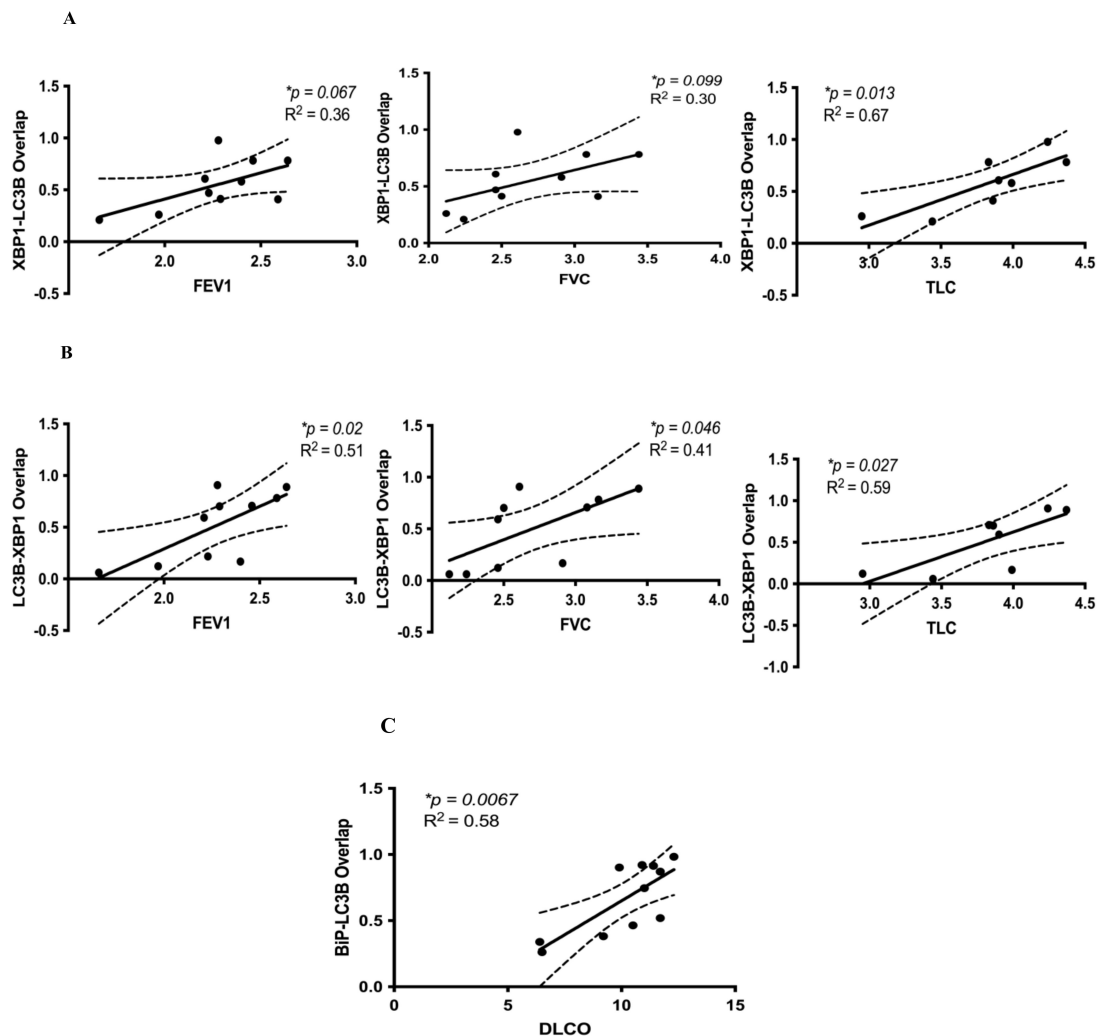 A
XBP1-LC3B Overlap
1.5
1.0
0.5
0.0
-0.5
2.0
2.5
3.0
FEV1
*p = 0.067
R² = 0.36
XBP1-LC3B Overlap
1.5
1.0
0.5
0.0
2.0
2.5
3.0
3.5
4.0
FVC
*p = 0.099
R² = 0.30
XBP1-LC3B Overlap
1.5
1.0
0.5
0.0
-0.5
3.0
3.5
4.0
4.5
TLC
*p = 0.013
R² = 0.67
B
LC3B-XBP1 Overlap
1.5
1.0
0.5
0.0
-0.5
2.0
2.5
3.0
FEV1
*p = 0.02
R² = 0.51
LC3B-XBP1 Overlap
1.5
1.0
0.5
0.0
-0.5
2.5
3.0
3.5
4.0
FVC
*p = 0.046
R² = 0.41
LC3B-XBP1 Overlap
1.5
1.0
0.5
0.0
-0.5
-1.0
3.0
3.5
4.0
4.5
TLC
*p = 0.027
R² = 0.59
C
BiP-LC3B Overlap
1.5
1.0
0.5
0.0
0
5
10
15
DLCO
*p = 0.0067
R² = 0.58